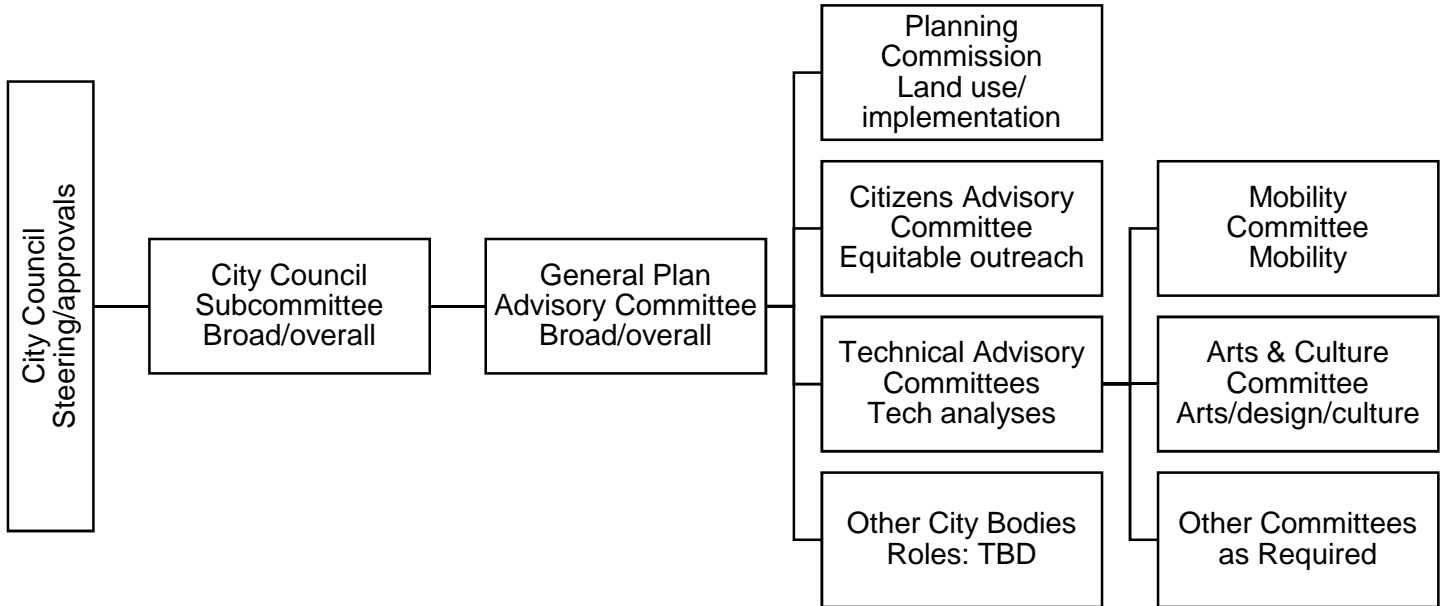 City Council
Steering/approvals
City Council
Subcommittee
Broad/overall
General Plan
Advisory Committee
Broad/overall
Planning
Commission
Land use/
implementation
Citizens Advisory
Committee
Equitable outreach
Technical Advisory
Committees
Tech analyses
Other City Bodies
Roles: TBD
Mobility
Committee
Mobility
Arts & Culture
Committee
Arts/design/culture
Other Committees
as Required